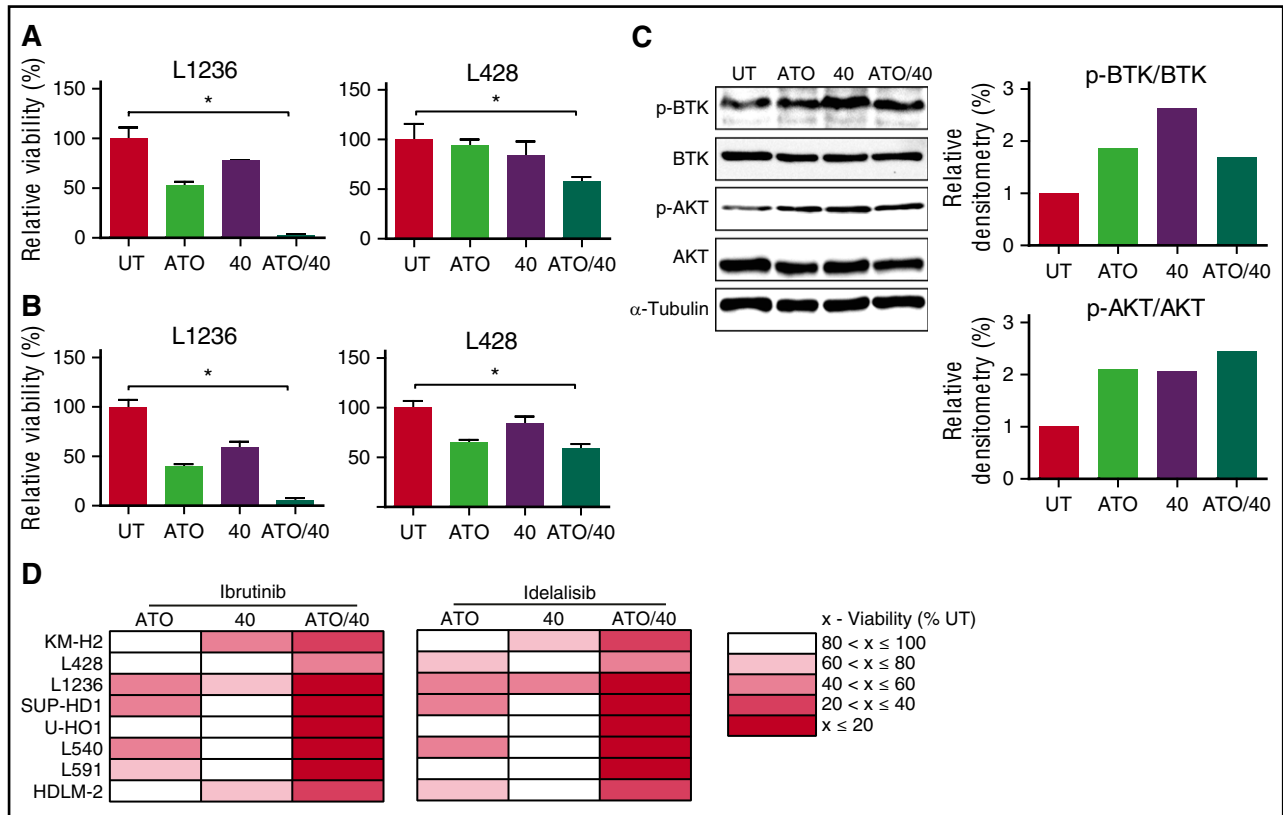 A
L1236
Relative viability (%)
150
100
50
0
*
UT ATO 40 ATO/40
L428
150
100
50
0
*
UT ATO 40 ATO/40
B
L1236
Relative viability (%)
150
100
50
0
*
UT ATO 40 ATO/40
L428
150
100
50
*
UT ATO 40 ATO/40
C
UT ATO 40 ATO/40
p-BTK
BTK
p-AKT
AKT
α-Tubulin
p-BTK/BTK
Relative
densitometry (%)
3
2
1
0
UT ATO 40 ATO/40
p-AKT/AKT
Relative
densitometry (%)
3
2
1
0
UT ATO 40 ATO/40
D
Ibrutinib
ATO 40 ATO/40
Idelalisib
ATO 40 ATO/40
KM-H2
L428
L1236
SUP-HD1
U-HO1
L540
L591
HDLM-2
x - Viability (% UT)
80 < x ≤ 100
60 < x ≤ 80
40 < x ≤ 60
20 < x ≤ 40
x ≤ 20